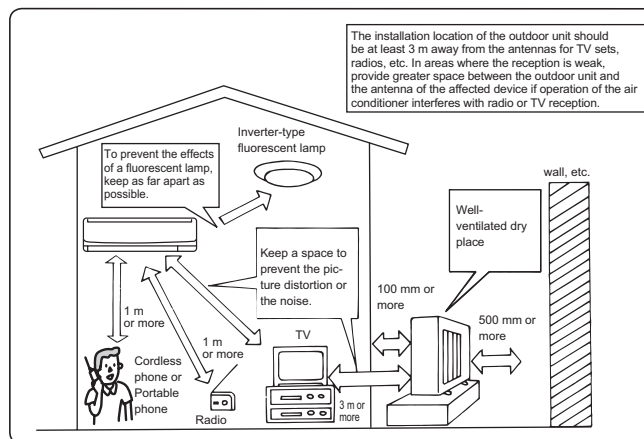 The installation location of the outdoor unit should
be at least 3 m away from the antennas for TV sets,
radios, etc. In areas where the reception is weak,
provide greater space between the outdoor unit and
the antenna of the affected device if operation of the air
conditioner interferes with radio or TV reception.
Inverter-type
fluorescent lamp
To prevent the effects
of a fluorescent lamp,
keep as far apart as
possible.
wall, etc.
Well-
ventilated dry
place
Keep a space to
prevent the pic-
ture distortion or
the noise.
100 mm or
more
500 mm or
more
1 m
or more
1 m
or more
TV
Cordless
phone or
Portable
phone
Radio
3 m or
more